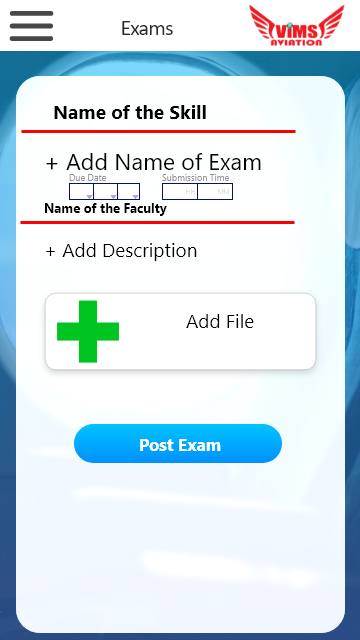 Exams
ViMS
AVIATION
Name of the Skill
+ Add Name of Exam
Due Date Submission Time
HH MM
Name of the Faculty
+ Add Description
Add File
Post Exam